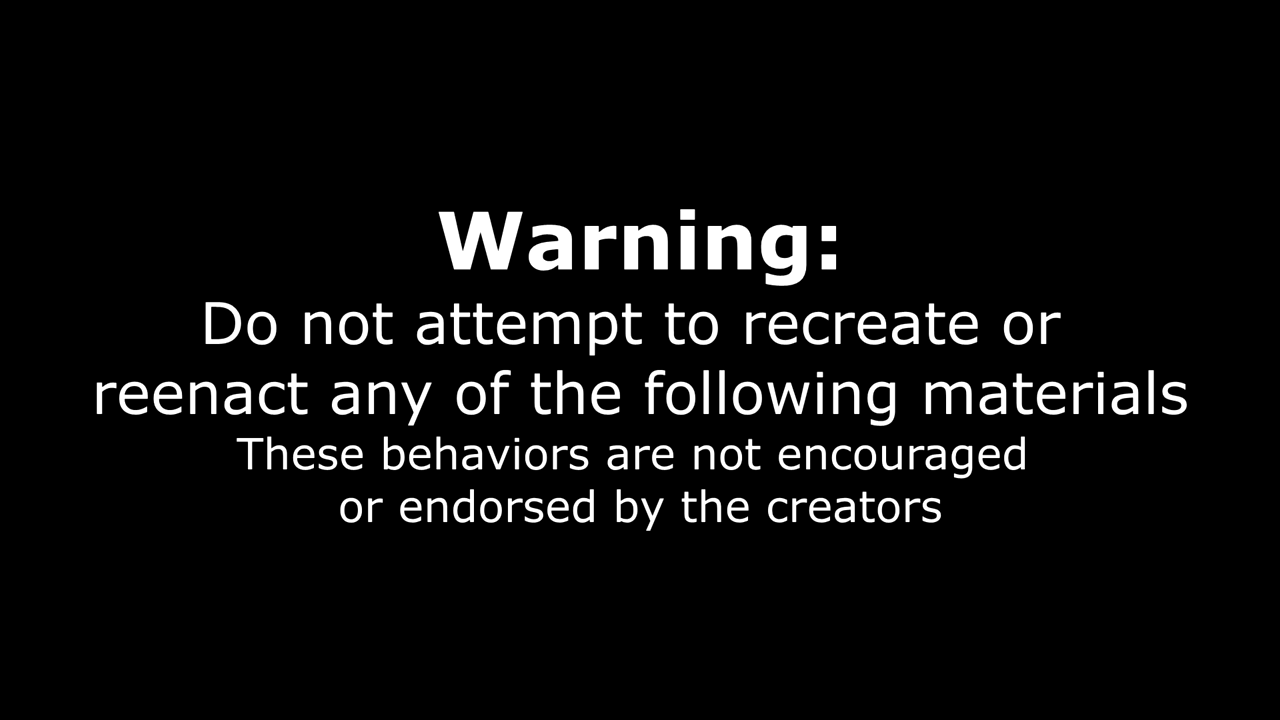 Warning:
Do not attempt to recreate or
reenact any of the following materials
These behaviors are not encouraged
or endorsed by the creators